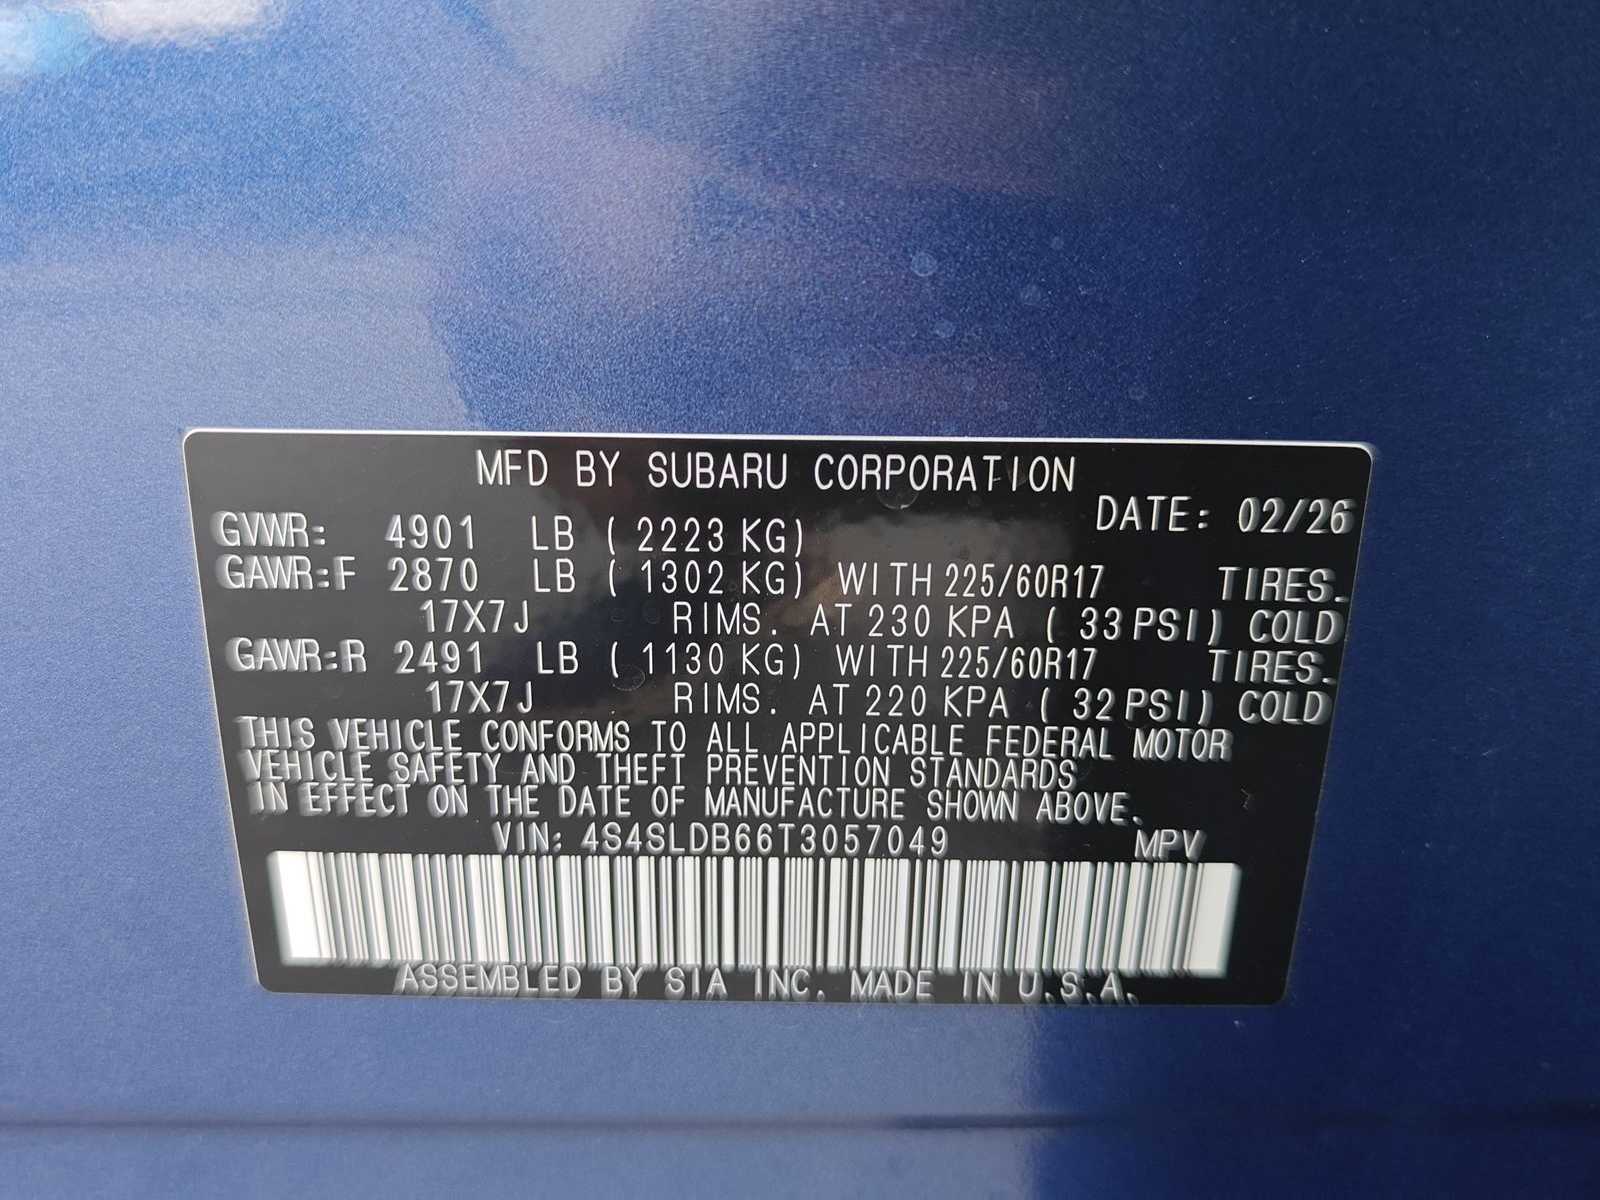 MFD BY SUBARU CORPORATION
DATE: 02/26
GVWR: 4901 LB ( 2223 KG)
GAWR:F 2870 LB ( 1302 KG) WITH 225/60R17 TIRES.
17X7J RIMS. AT 230 KPA ( 33 PSI) COLD
GAWR:R 2491 LB ( 1130 KG) WITH 225/60R17 TIRES.
17X7J RIMS. AT 220 KPA ( 32 PSI) COLD
THIS VEHICLE CONFORMS TO ALL APPLICABLE FEDERAL MOTOR
VEHICLE SAFETY AND THEFT PREVENTION STANDARDS
IN EFFECT ON THE DATE OF MANUFACTURE SHOWN ABOVE.
VIN: 4S4SLDB66T3057049 MPV
ASSEMBLED BY SIA INC. MADE IN U.S.A.